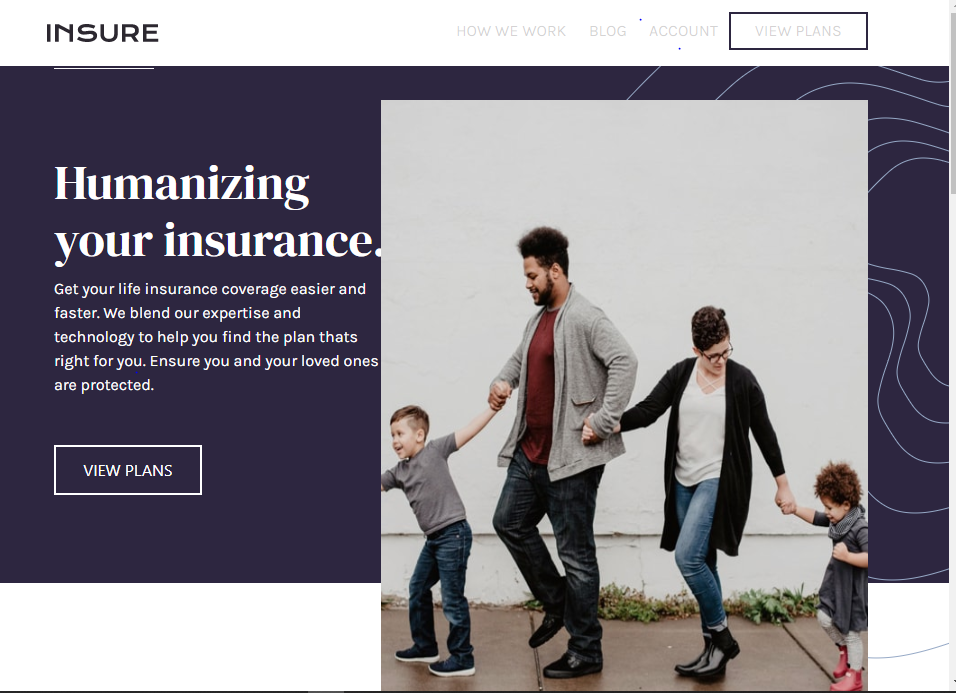 INSURE
HOW WE WORK BLOG ACCOUNT VIEW PLANS
Humanizing
your insurance.
Get your life insurance coverage easier and
faster. We blend our expertise and
technology to help you find the plan thats
right for you. Ensure you and your loved ones
are protected.
VIEW PLANS